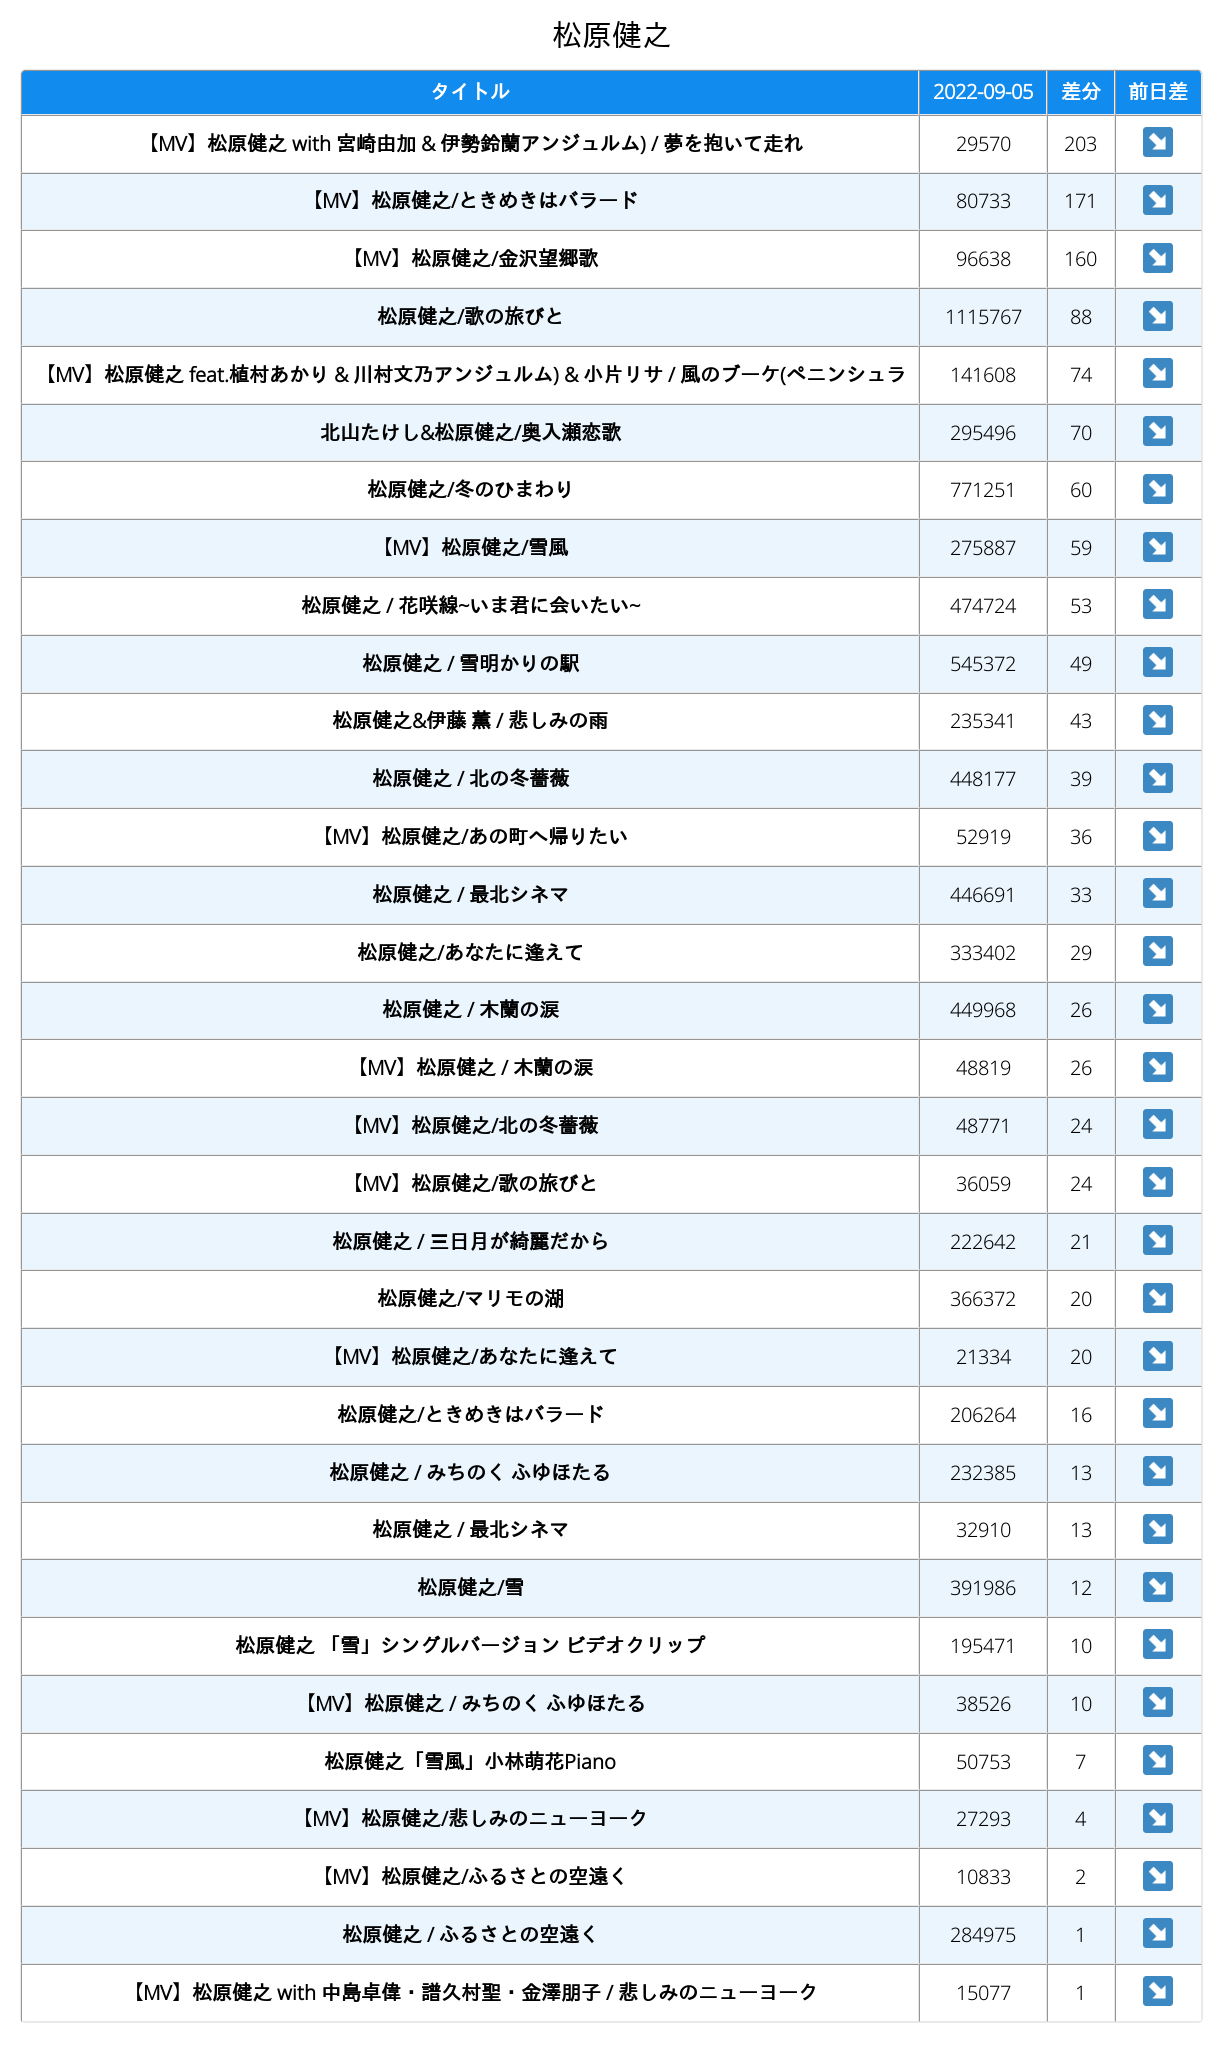 松原健之
タイトル 2022-09-05 差分 前日差
【MV】松原健之 with 宮崎由加 & 伊勢鈴蘭アンジュルム) / 夢を抱いて走れ 29570 203
【MV】松原健之/ときめきはバラード 80733 171
【MV】松原健之/金沢望郷歌 96638 160
松原健之/歌の旅びと 1115767 88
【MV】松原健之 feat.植村あかり & 川村文乃アンジュルム) & 小片リサ / 風のブーケ(ペニンシュラ 141608 74
北山たけし&松原健之/奥入瀬恋歌 295496 70
松原健之/冬のひまわり 771251 60
【MV】松原健之/雪風 275887 59
松原健之 / 花咲線~いま君に会いたい~ 474724 53
松原健之 / 雪明かりの駅 545372 49
松原健之&伊藤 薫 / 悲しみの雨 235341 43
松原健之 / 北の冬薔薇 448177 39
【MV】松原健之/あの町へ帰りたい 52919 36
松原健之 / 最北シネマ 446691 33
松原健之/あなたに逢えて 333402 29
松原健之 / 木蘭の涙 449968 26
【MV】松原健之 / 木蘭の涙 48819 26
【MV】松原健之/北の冬薔薇 48771 24
【MV】松原健之/歌の旅びと 36059 24
松原健之 / 三日月が綺麗だから 222642 21
松原健之/マリモの湖 366372 20
【MV】松原健之/あなたに逢えて 21334 20
松原健之/ときめきはバラード 206264 16
松原健之 / みちのく ふゆほたる 232385 13
松原健之 / 最北シネマ 32910 13
松原健之/雪 391986 12
松原健之 「雪」シングルバージョン ビデオクリップ 195471 10
【MV】松原健之 / みちのく ふゆほたる 38526 10
松原健之「雪風」小林萌花Piano 50753 7
【MV】松原健之/悲しみのニューヨーク 27293 4
【MV】松原健之/ふるさとの空遠く 10833 2
松原健之 / ふるさとの空遠く 284975 1
【MV】松原健之 with 中島卓偉・譜久村聖・金澤朋子 / 悲しみのニューヨーク 15077 1